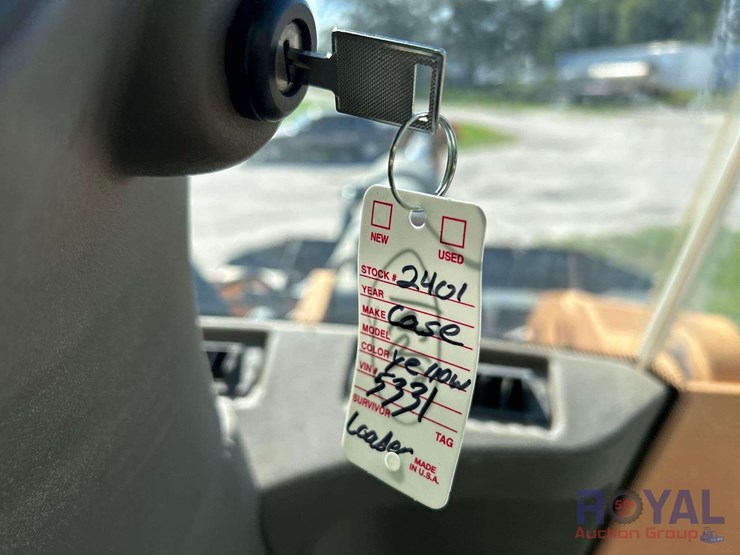 NEW USED
STOCK # 2401
YEAR
MAKE Case
MODEL
COLOR Yellow
VIN # 5331
SURVIVOR TAG
Loader
MADE
IN U.S.A.
ROYAL
Auction Group